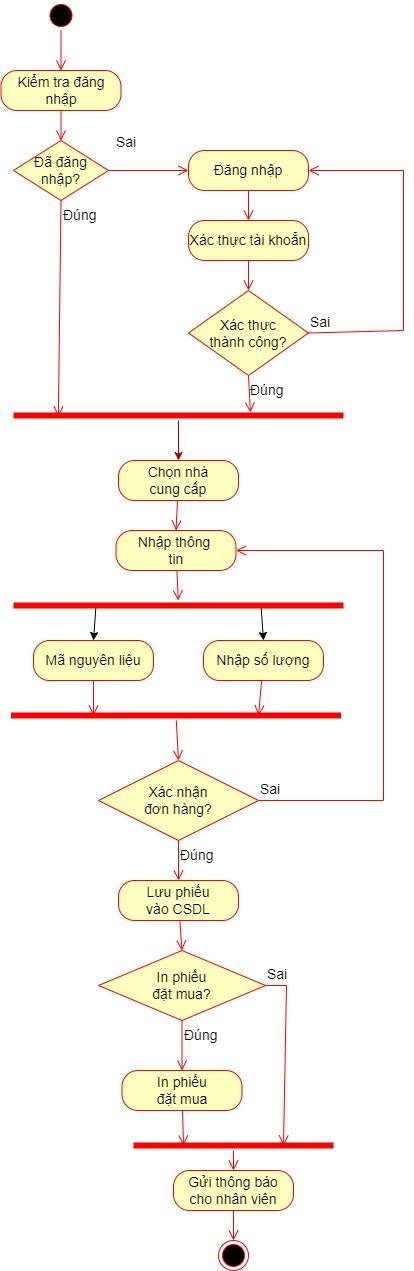 Kiểm tra đăng
nhập
Đã đăng
nhập?
Sai
Đúng
Đăng nhập
Xác thực tài khoẳn
Xác thực
thành công?
Sai
Đúng
Chọn nhà
cung cấp
Nhập thông
tin
Mã nguyên liệu
Nhập số lượng
Xác nhận
đơn hàng?
Sai
Đúng
Lưu phiếu
vào CSDL
In phiếu
đặt mua?
Sai
Đúng
In phiếu
đặt mua
Gửi thông báo
cho nhân viên